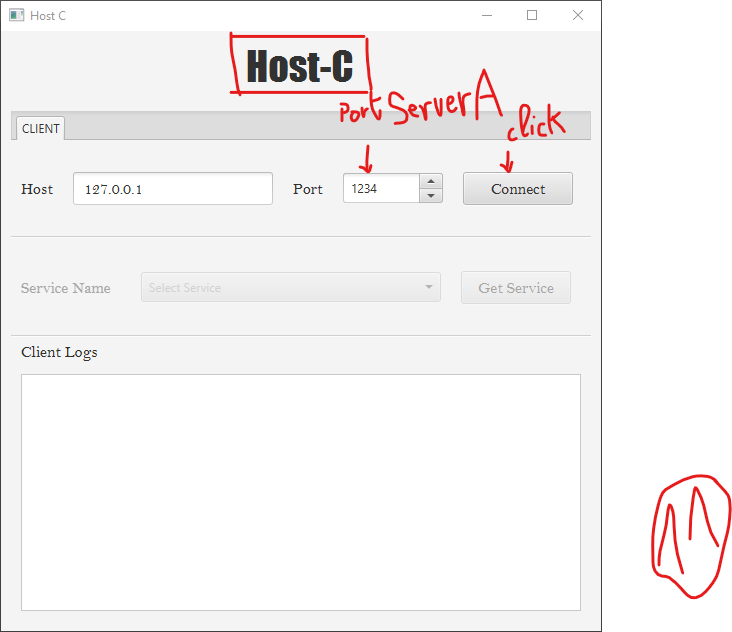 Host C
Host-C
Port ServerA
click
CLIENT
Host 127.0.0.1 Port 1234 Connect
Service Name Select Service Get Service
Client Logs